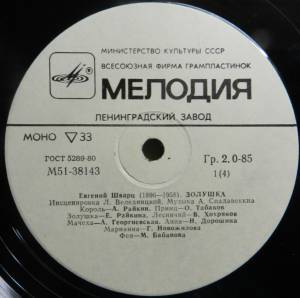 МИНИСТЕРСТВО КУЛЬТУРЫ СССР
ВСЕСОЮЗНАЯ ФИРМА ГРАМПЛАСТИНОК
МЕЛОДИЯ
ЛЕНИНГРАДСКИЙ ЗАВОД
МОНО 33
ГОСТ 5289-80
Гр. 2.0-85
М51-38143
1(4)
Евгений Шварц (1896-1958). ЗОЛУШКА
Инсценировка Л. Веледницкой, Музыка А. Спадавеккиа
Король—А. Райкин, Принц—О. Табаков
Золушка—Е. Райкина, Лесничий—В. Хохряков
Мачеха—А. Георгиевская, Анна—Н. Дорошина
Марианна—Г. Новожилова
Фея—М. Бабанова